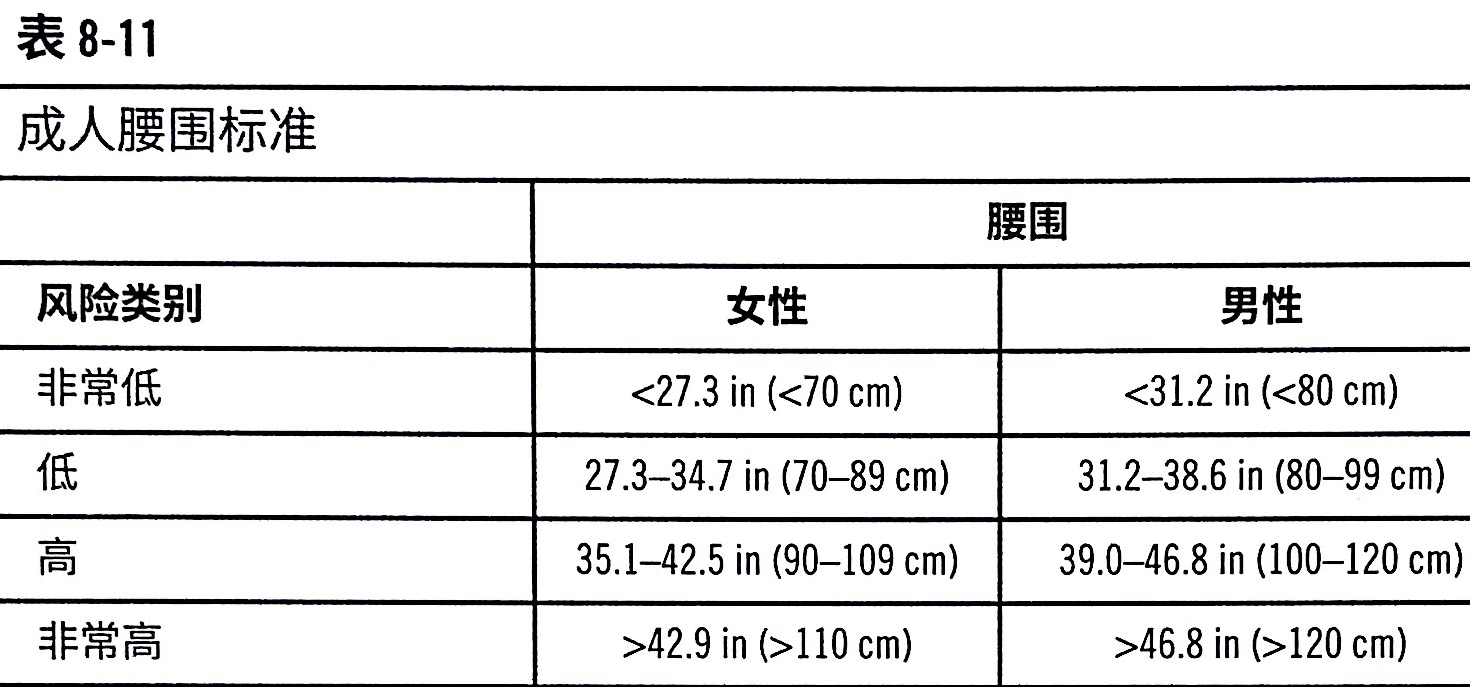 表 8-11
成人腰围标准
腰围
风险类别 女性 男性
非常低 <27.3 in (<70 cm) <31.2 in (<80 cm)
低 27.3–34.7 in (70–89 cm) 31.2–38.6 in (80–99 cm)
高 35.1–42.5 in (90–109 cm) 39.0–46.8 in (100–120 cm)
非常高 >42.9 in (>110 cm) >46.8 in (>120 cm)